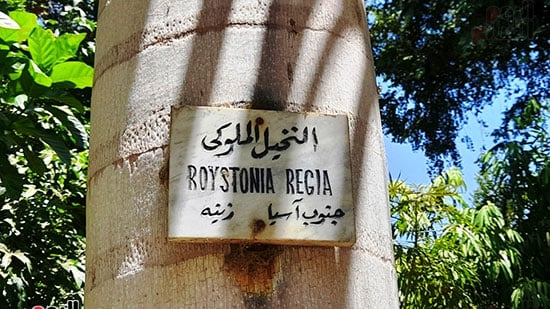 النخيل الملوكى
ROYSTONIA REGIA
جنوب آسيا زينه